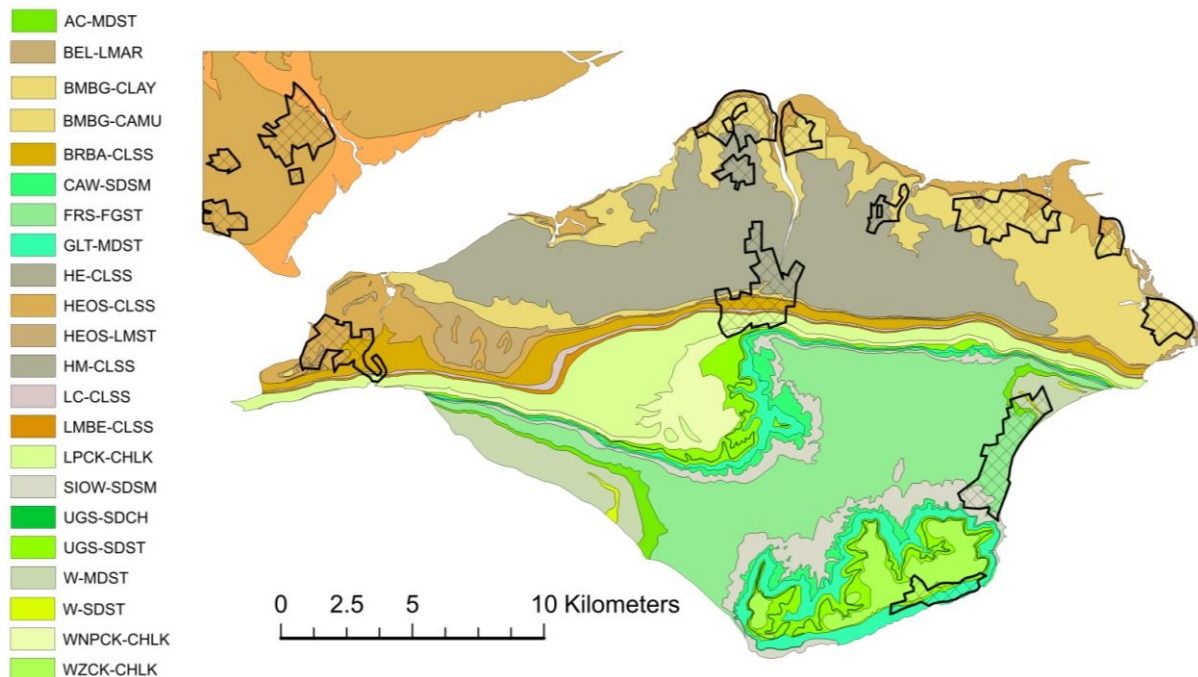 AC-MDST
BEL-LMAR
BMBG-CLAY
BMBG-CAMU
BRBA-CLSS
CAW-SDSM
FRS-FGST
GLT-MDST
HE-CLSS
HEOS-CLSS
HEOS-LMST
HM-CLSS
LC-CLSS
LMBE-CLSS
LPCK-CHLK
SIOW-SDSM
UGS-SDCH
UGS-SDST
W-MDST
W-SDST
WNPCK-CHLK
WZCK-CHLK
0 2.5 5 10 Kilometers